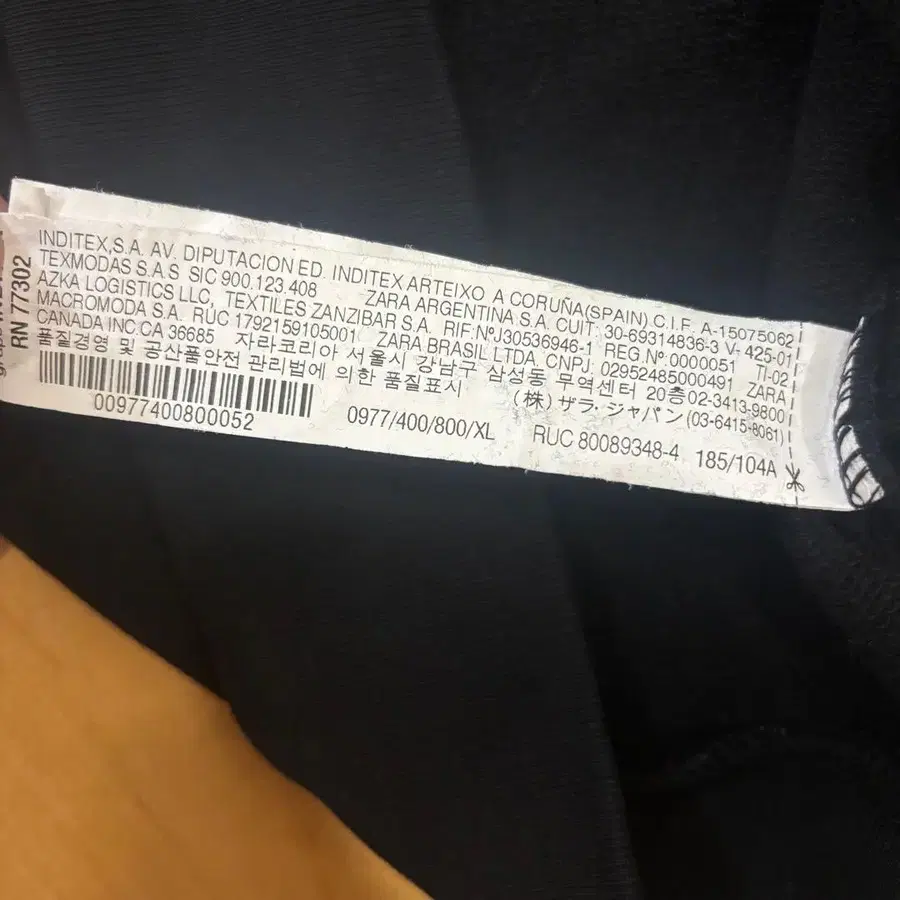 INDITEX,S.A. AV. DIPUTACION ED. INDITEX ARTEIXO A CORUÑA(SPAIN).C.I.F. A-15075062
TEXMODAS S.A.S SIC 900.123.408 ZARA ARGENTINA S.A. CUIT: 30-69314836-3 V- 425-01
AZKA LOGISTICS LLC, TEXTILES ZANZIBAR S.A. RIF: NºJ30536946-1 REG.Nº:0000051 TI-02
MACROMODA S.A. RUC 1792159105001 ZARA BRASIL LTDA. CNPJ. 02952485000491 ZARA
CANADA INC.CA 36685 자라코리아 서울시 강남구 삼성동 무역센터 20층02-3413-9800
품질경영 및 공산품안전 관리법에 의한 품질표시 (株) ザラ・ジャパン (03-6415-8061)
00977400800052 0977/400/800/XL RUC 80089348-4 185/104A
RN 77302